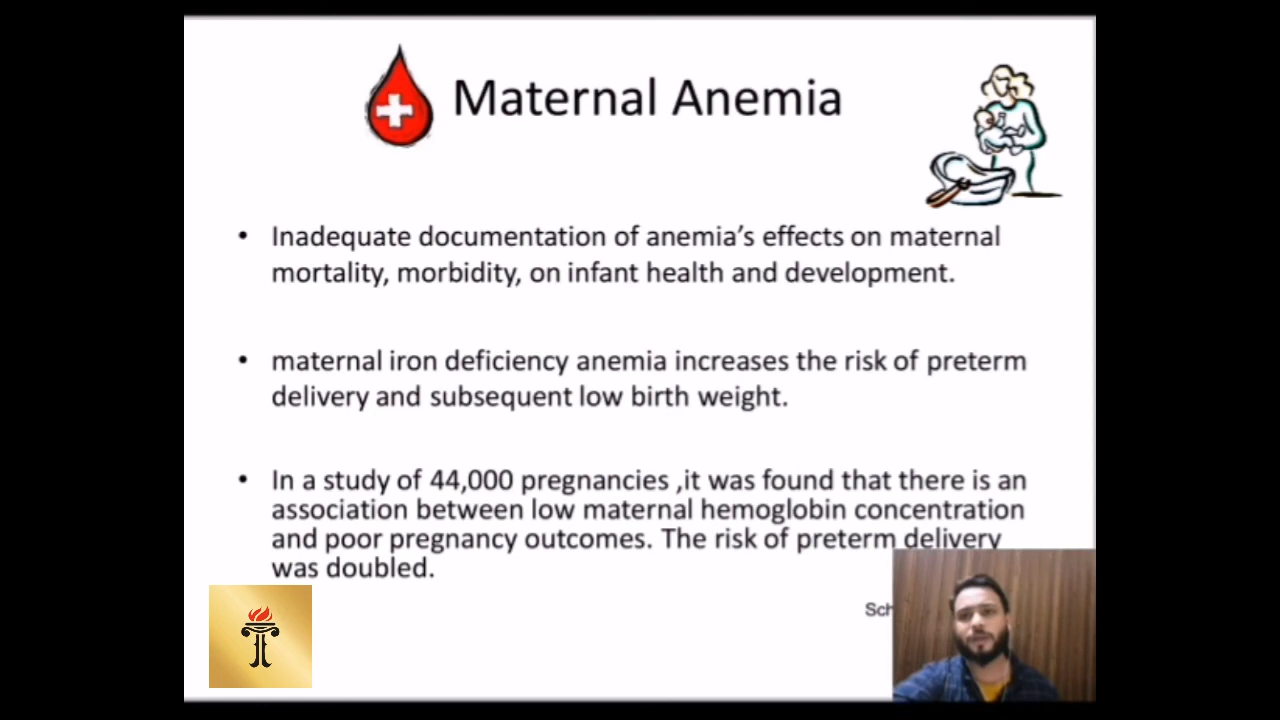 Maternal Anemia
• Inadequate documentation of anemia's effects on maternal
mortality, morbidity, on infant health and development.
• maternal iron deficiency anemia increases the risk of preterm
delivery and subsequent low birth weight.
• In a study of 44,000 pregnancies ,it was found that there is an
association between low maternal hemoglobin concentration
and poor pregnancy outcomes. The risk of preterm delivery
was doubled.